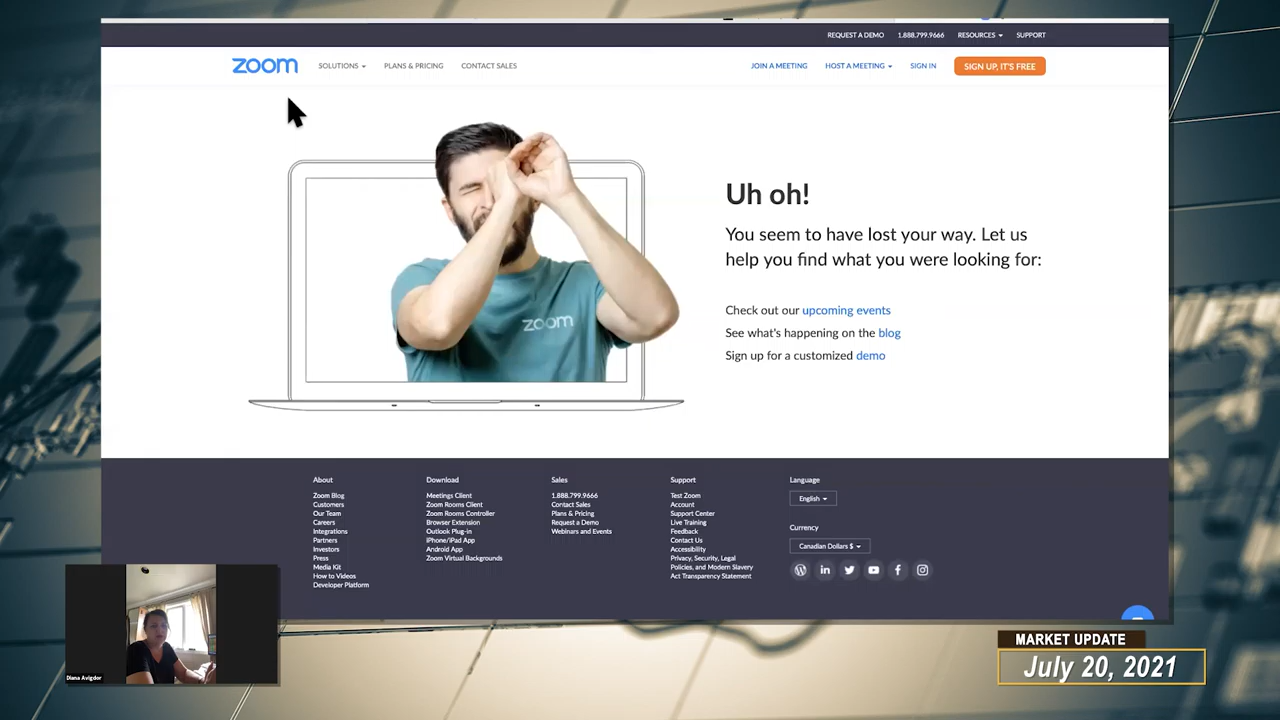 REQUEST A DEMO 1.888.799.9666 RESOURCES SUPPORT
zoom SOLUTIONS PLANS & PRICING CONTACT SALES JOIN A MEETING HOST A MEETING SIGN IN SIGN UP, IT'S FREE
Uh oh!
You seem to have lost your way. Let us
help you find what you were looking for:
zoom
Check out our upcoming events
See what's happening on the blog
Sign up for a customized demo
About
Zoom Blog
Customers
Our Team
Careers
Integrations
Partners
Investors
Press
Media Kit
How to Videos
Developer Platform
Download
Meetings Client
Zoom Rooms Client
Zoom Rooms Controller
Browser Extension
Outlook Plug-in
iPhone/iPad App
Android App
Zoom Virtual Backgrounds
Sales
1.888.799.9666
Contact Sales
Plans & Pricing
Request a Demo
Webinars and Events
Support
Test Zoom
Account
Support Center
Live Training
Feedback
Contact Us
Accessibility
Privacy, Security, Legal
Policies, and Modern Slavery
Act Transparency Statement
Language
English
Currency
Canadian Dollars $
Diana Avigdor
MARKET UPDATE
July 20, 2021